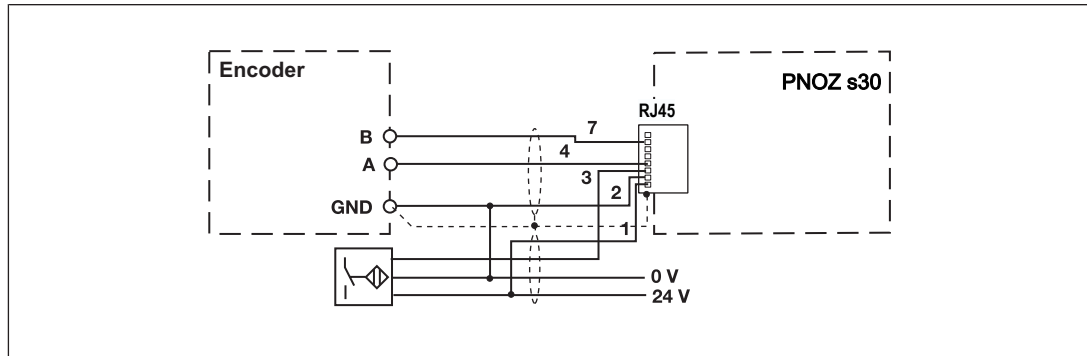 Encoder
PNOZ s30
RJ45
B
7
4
A
3
2
GND
1
0 V
24 V